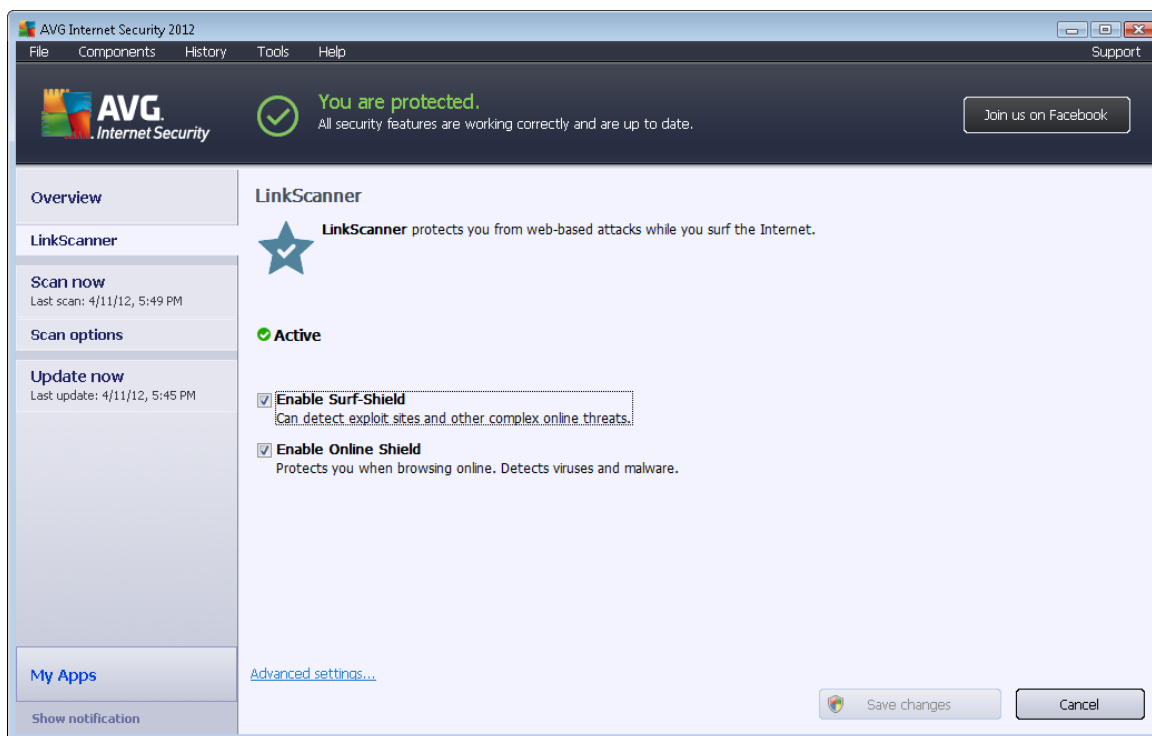 AVG Internet Security 2012
File Components History Tools Help Support
AVG.
Internet Security
You are protected.
All security features are working correctly and are up to date.
Join us on Facebook
Overview
LinkScanner
Scan now
Last scan: 4/11/12, 5:49 PM
Scan options
Update now
Last update: 4/11/12, 5:45 PM
My Apps
Show notification
LinkScanner
LinkScanner protects you from web-based attacks while you surf the Internet.
Active
Enable Surf-Shield
Can detect exploit sites and other complex online threats.
Enable Online Shield
Protects you when browsing online. Detects viruses and malware.
Advanced settings...
Save changes
Cancel